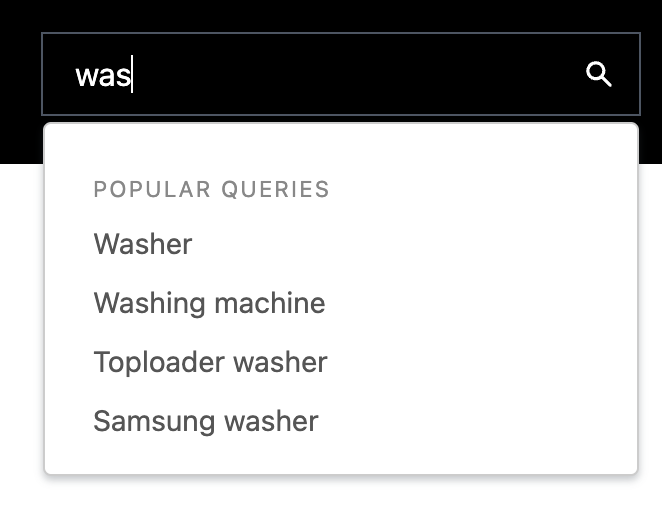 was
POPULAR QUERIES
Washer
Washing machine
Toploader washer
Samsung washer